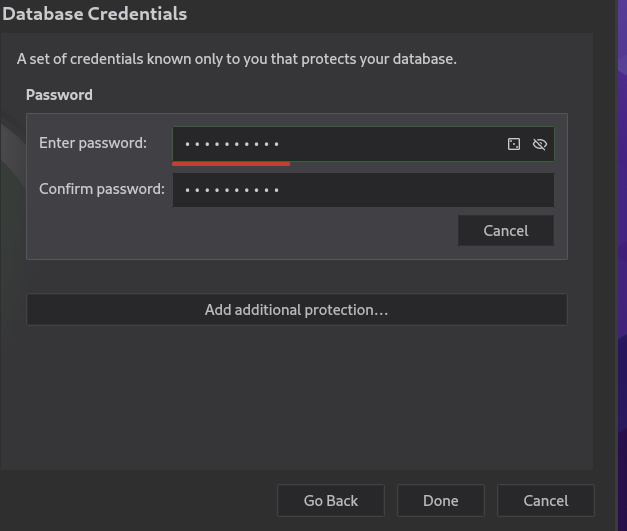 Database Credentials
A set of credentials known only to you that protects your database.
Password
Enter password: ••••••••••
Confirm password: ••••••••••
Cancel
Add additional protection...
Go Back Done Cancel